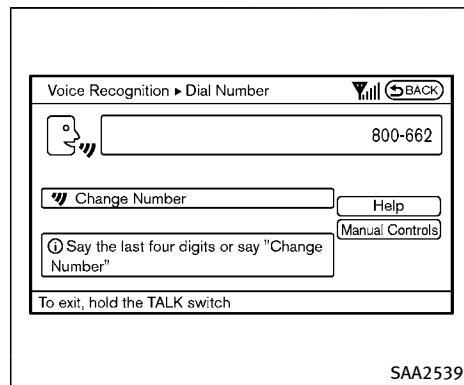 Voice Recognition ▸ Dial Number
BACK
800-662
Change Number
Help
Manual Controls
Say the last four digits or say "Change
Number"
To exit, hold the TALK switch
SAA2539